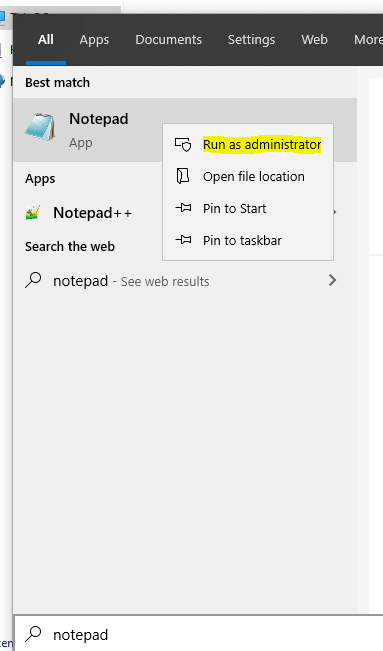 All Apps Documents Settings Web More
Best match
Notepad
App
Run as administrator
Open file location
Pin to Start
Pin to taskbar
Apps
Notepad++
Search the web
notepad - See web results
notepad